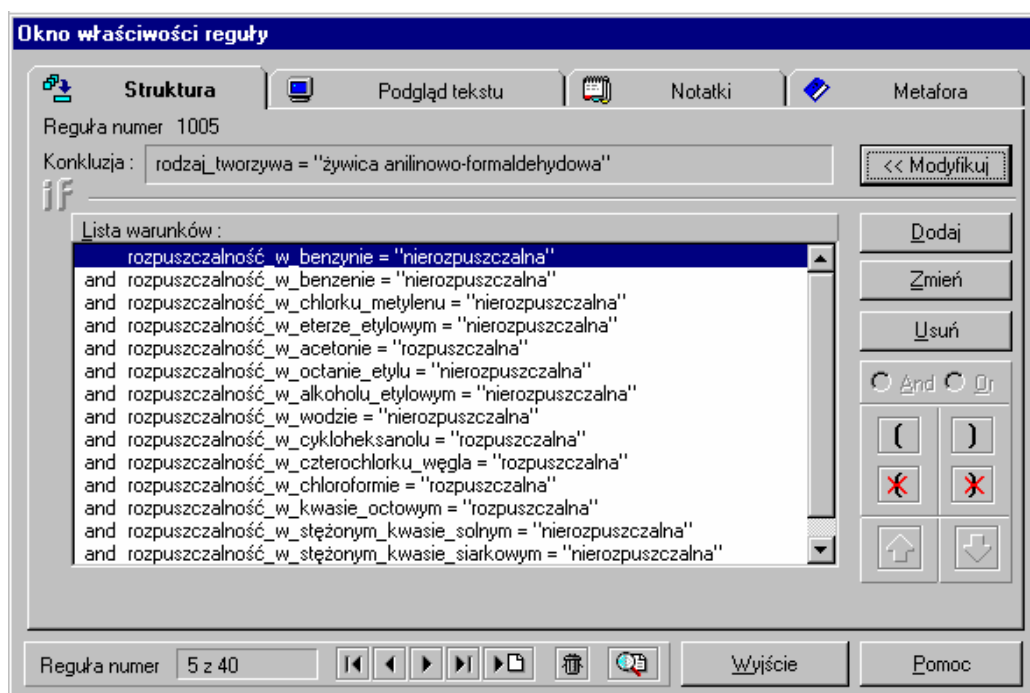 Okno właściwości reguły
Struktura Podgląd tekstu Notatki Metafora
Reguła numer 1005
Konkluzja : rodzaj_tworzywa = "żywica anilinowo-formaldehydowa" << Modyfikuj
if
Lista warunków : Dodaj
rozpuszczalność_w_benzynie = "nierozpuszczalna"
and rozpuszczalność_w_benzenie = "nierozpuszczalna" Zmień
and rozpuszczalność_w_chlorku_metylenu = "nierozpuszczalna"
and rozpuszczalność_w_eterze_etylowym = "nierozpuszczalna" Usuń
and rozpuszczalność_w_acetonie = "rozpuszczalna"
and rozpuszczalność_w_octanie_etylu = "nierozpuszczalna" And Or
and rozpuszczalność_w_alkoholu_etylowym = "nierozpuszczalna"
and rozpuszczalność_w_wodzie = "nierozpuszczalna" ( )
and rozpuszczalność_w_cykloheksanolu = "rozpuszczalna"
and rozpuszczalność_w_czterochlorku_węgla = "rozpuszczalna"
and rozpuszczalność_w_chloroformie = "rozpuszczalna" ( )
and rozpuszczalność_w_kwasie_octowym = "rozpuszczalna"
and rozpuszczalność_w_stężonym_kwasie_solnym = "nierozpuszczalna"
and rozpuszczalność_w_stężonym_kwasie_siarkowym = "nierozpuszczalna"
Reguła numer 5 z 40 Wyjście Pomoc